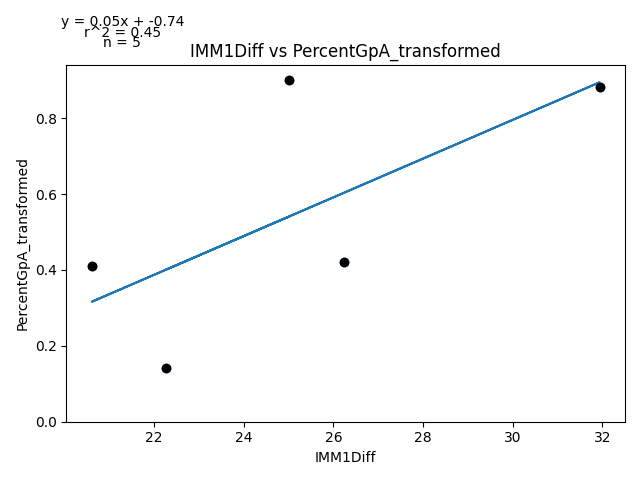 y = 0.05x + -0.74
r^2 = 0.45
n = 5
IMM1Diff vs PercentGpA_transformed
PercentGpA_transformed
0.8
0.6
0.4
0.2
0.0
22 24 26 28 30 32
IMM1Diff